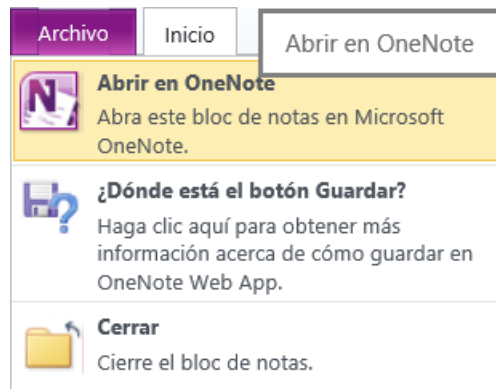 Archivo
Inicio
Abrir en OneNote
Abrir en OneNote
Abra este bloc de notas en Microsoft
OneNote.
¿Dónde está el botón Guardar?
Haga clic aquí para obtener más
información acerca de cómo guardar en
OneNote Web App.
Cerrar
Cierre el bloc de notas.